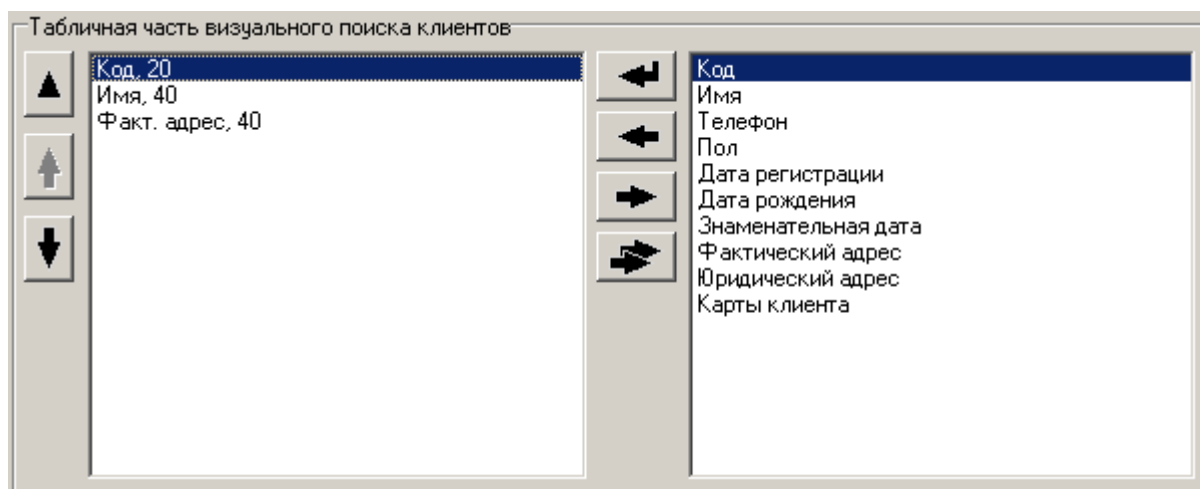 Табличная часть визуального поиска клиентов
Код, 20
Имя, 40
Факт. адрес, 40
Код
Имя
Телефон
Пол
Дата регистрации
Дата рождения
Знаменательная дата
Фактический адрес
Юридический адрес
Карты клиента